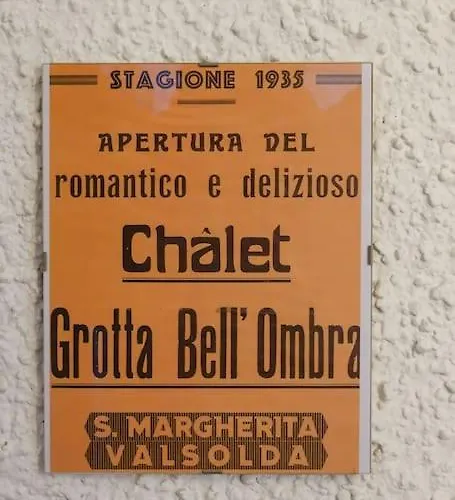 STAGIONE 1935
APERTURA DEL
romantico e delizioso
Châlet
Grotta Bell'Ombra
S. MARGHERITA
VALSOLDA